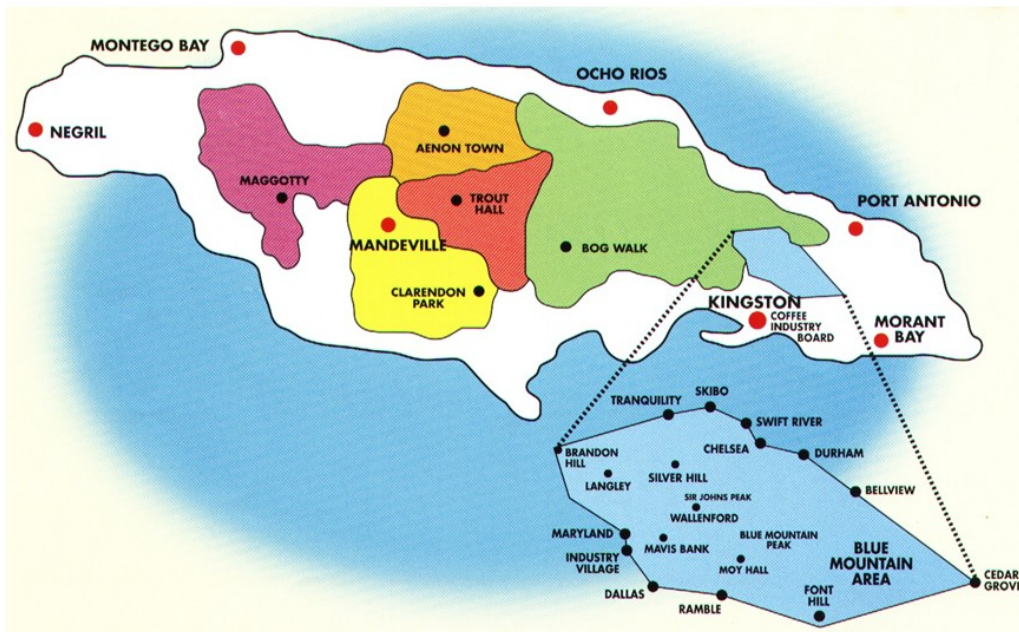 MONTEGO BAY
OCHO RIOS
NEGRIL
AENON TOWN
MAGGOTTY
TROUT
HALL
PORT ANTONIO
MANDEVILLE
BOG WALK
CLARENDON
PARK
KINGSTON
COFFEE
INDUSTRY
BOARD
MORANT
BAY
SKIBO
TRANQUILITY
SWIFT RIVER
CHELSEA
DURHAM
BRANDON
HILL
SILVER HILL
LANGLEY
BELLVIEW
SIR JOHNS PEAK
WALLENFORD
MARYLAND
BLUE MOUNTAIN
PEAK
MAVIS BANK
INDUSTRY
VILLAGE
MOY HALL
BLUE
MOUNTAIN
AREA
CEDAR
GROV
DALLAS
RAMBLE
FONT
HILL